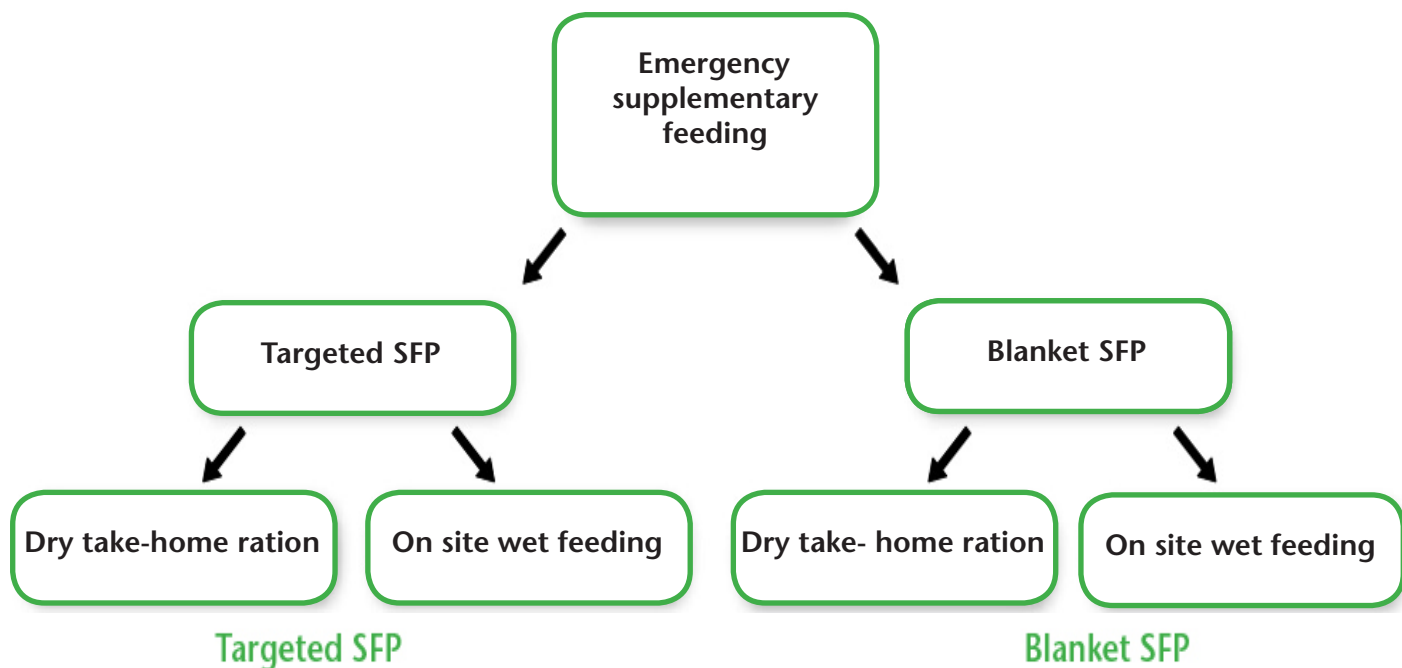 Emergency
supplementary
feeding
Targeted SFP
Blanket SFP
Dry take-home ration
On site wet feeding
Dry take- home ration
On site wet feeding
Targeted SFP
Blanket SFP